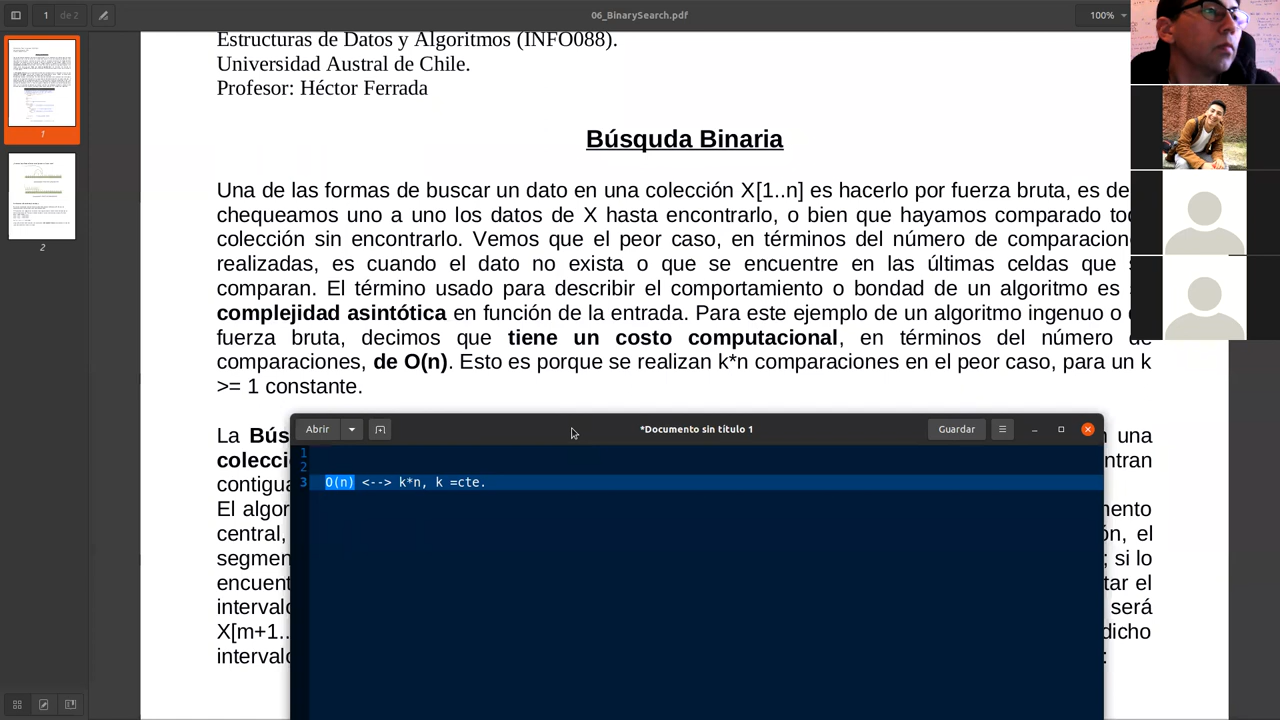 1 de 2
06_BinarySearch.pdf
100%
1
2
Estructuras de Datos y Algoritmos (INFO088).
Universidad Austral de Chile.
Profesor: Héctor Ferrada
Búsquda Binaria
Una de las formas de buscar un dato en una colección X[1..n] es hacerlo por fuerza bruta, es de
chequeamos uno a uno los datos de X hasta encontrarlo, o bien que hayamos comparado to
colección sin encontrarlo. Vemos que el peor caso, en términos del número de comparacion
realizadas, es cuando el dato no exista o que se encuentre en las últimas celdas que
comparan. El término usado para describir el comportamiento o bondad de un algoritmo es
complejidad asintótica en función de la entrada. Para este ejemplo de un algoritmo ingenuo o
fuerza bruta, decimos que tiene un costo computacional, en términos del número de
comparaciones, de O(n). Esto es porque se realizan k*n comparaciones en el peor caso, para un k
>= 1 constante.
La Bús una
colecci ntran
contigua
El algor mento
central, ón, el
segmen ; si lo
encuent tar el
intervalo será
X[m+1.. dicho
intervalo :
Abrir *Documento sin título 1 Guardar
1
2
3 O(n) <--> k*n, k =cte.